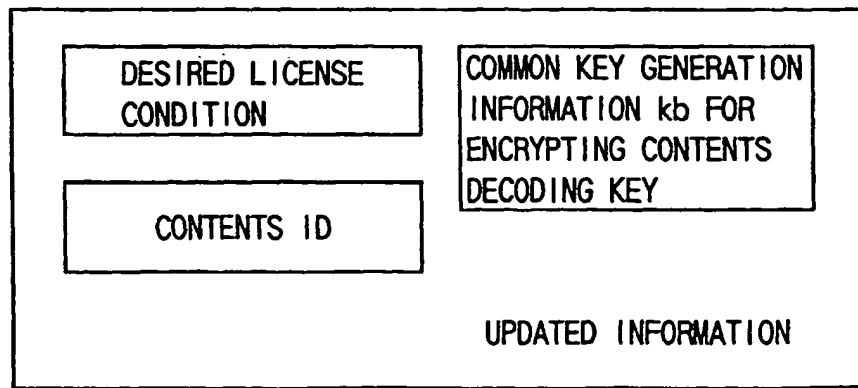 DESIRED LICENSE
CONDITION
COMMON KEY GENERATION
INFORMATION kb FOR
ENCRYPTING CONTENTS
DECODING KEY
CONTENTS ID
UPDATED INFORMATION